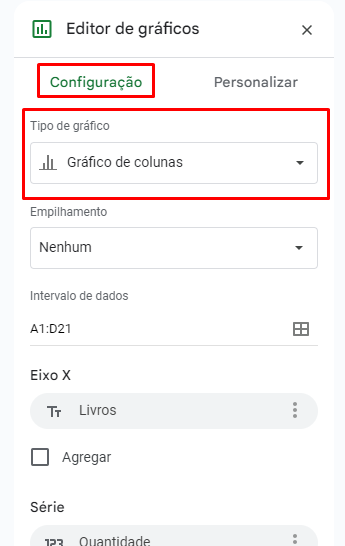 Editor de gráficos
Configuração Personalizar
Tipo de gráfico
Gráfico de colunas
Empilhamento
Nenhum
Intervalo de dados
A1:D21
Eixo X
Tт Livros
Agregar
Série
123 Quantidade